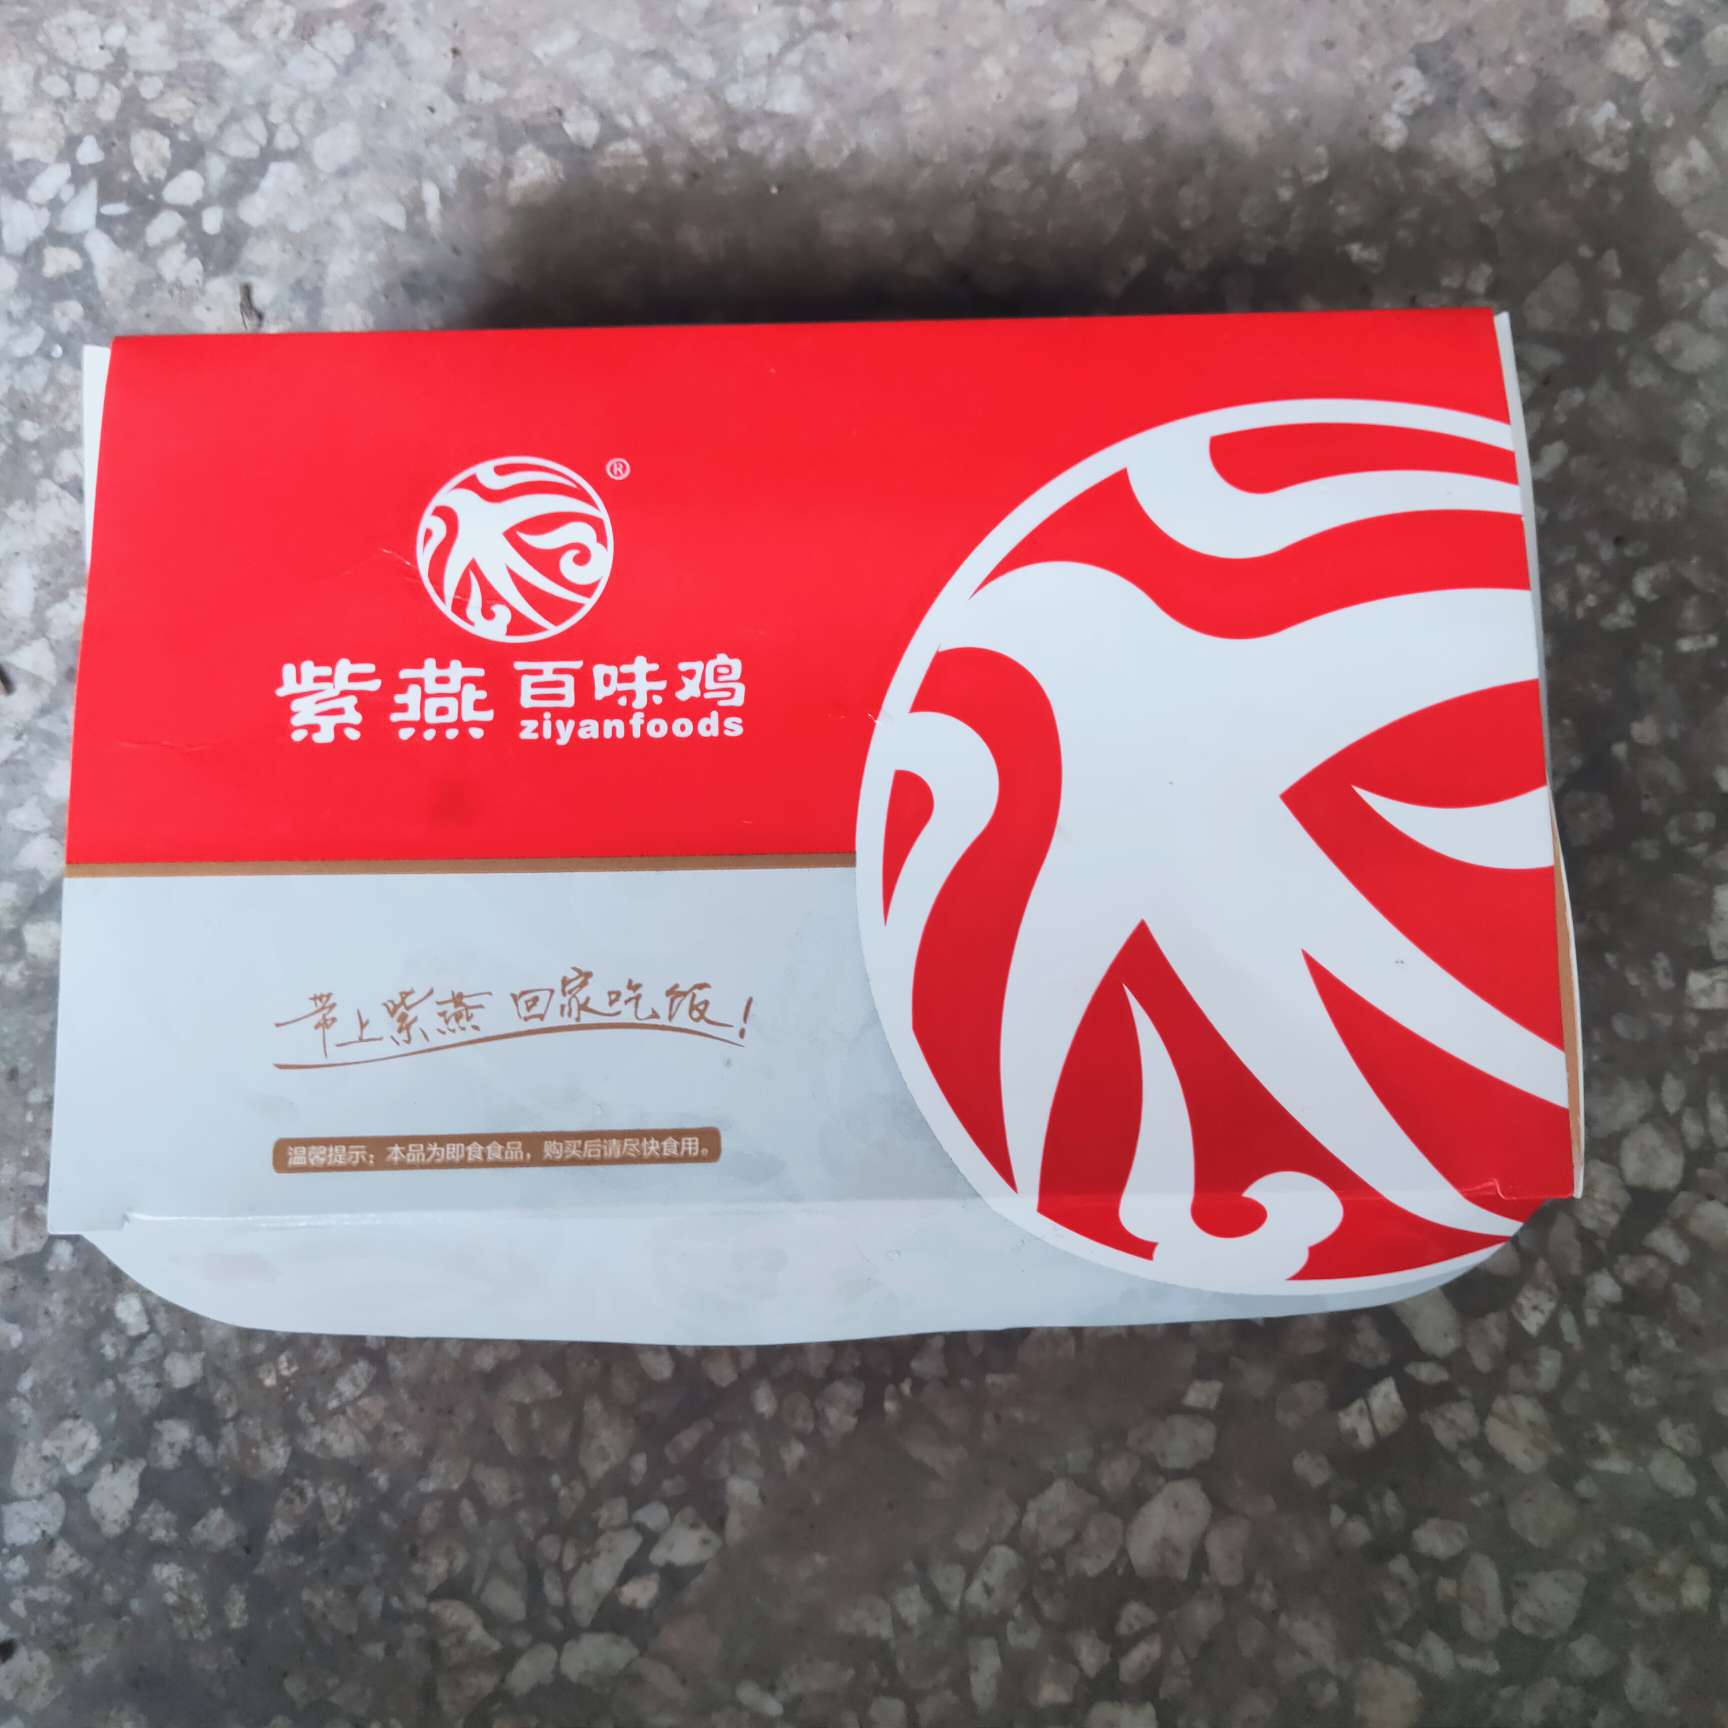 ®
紫燕 百味鸡
ziyanfoods
带上紫燕 回家吃饭!
温馨提示：本品为即食食品，购买后请尽快食用。